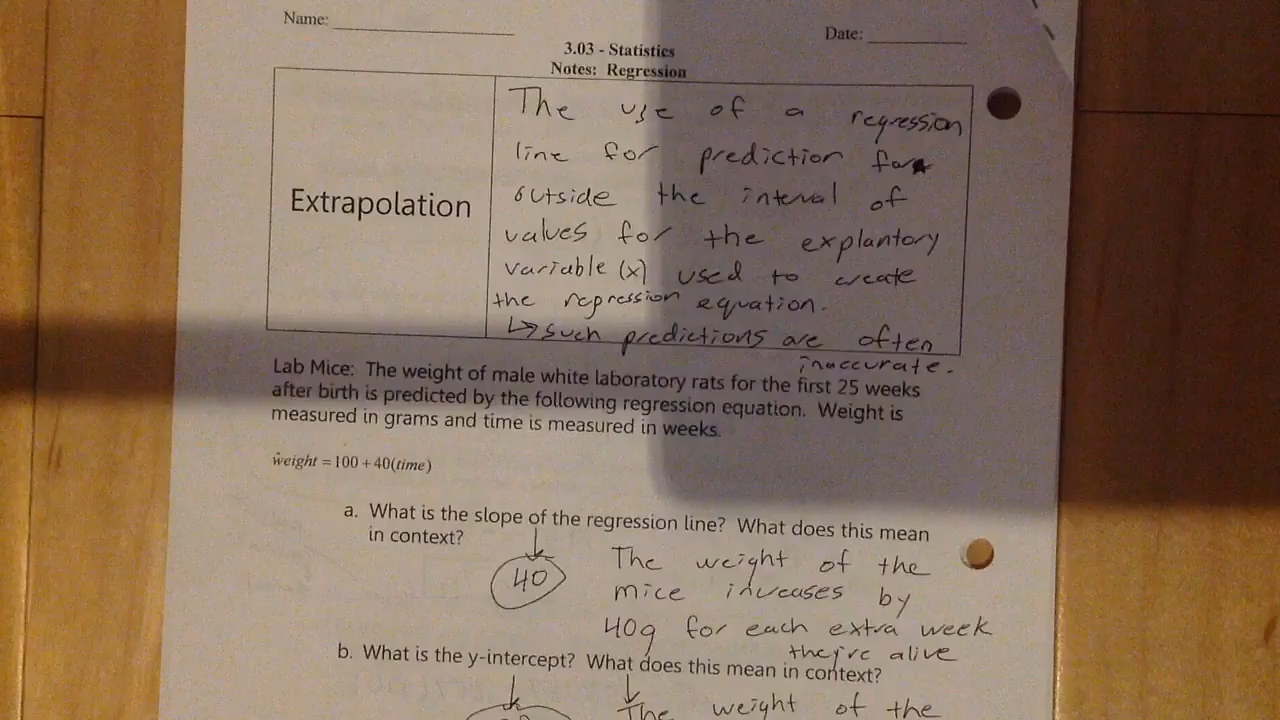 Name: ____________ Date: ________
3.03 - Statistics
Notes: Regression
Extrapolation
The use of a regression
line for prediction far
outside the interval of
values for the explantory
variable (x) used to create
the regression equation.
↳ such predictions are often
inaccurate.
Lab Mice: The weight of male white laboratory rats for the first 25 weeks
after birth is predicted by the following regression equation. Weight is
measured in grams and time is measured in weeks.
ŵeight = 100 + 40(time)
a. What is the slope of the regression line? What does this mean
in context?
40
The weight of the
mice increases by
40g for each extra week
they're alive
b. What is the y-intercept? What does this mean in context?
The weight of the